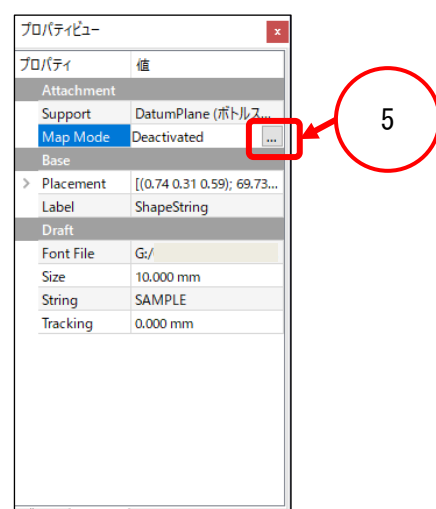 プロパティビュー x
プロパティ 値
Attachment
Support DatumPlane (ボトルス...
Map Mode Deactivated ...
5
Base
> Placement [(0.74 0.31 0.59); 69.73...
Label ShapeString
Draft
Font File G:/
Size 10.000 mm
String SAMPLE
Tracking 0.000 mm